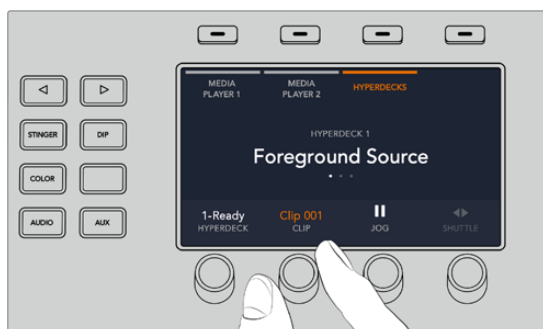 MEDIA PLAYER 1
MEDIA PLAYER 2
HYPERDECKS
HYPERDECK 1
Foreground Source
STINGER
DIP
COLOR
AUDIO
AUX
1-Ready
HYPERDECK
Clip 001
CLIP
JOG
SHUTTLE